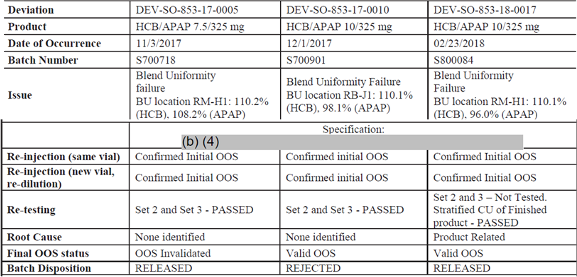 Deviation DEV-SO-853-17-0005 DEV-SO-853-17-0010 DEV-SO-853-18-0017
Product HCB/APAP 7.5/325 mg HCB/APAP 10/325 mg HCB/APAP 10/325 mg
Date of Occurrence 11/3/2017 12/1/2017 02/23/2018
Batch Number S700718 S700901 S800084
Issue
Blend Uniformity
failure
BU location RM-H1: 110.2%
(HCB), 108.2% (APAP)
Blend Uniformity Failure
BU location RB-J1: 110.1%
(HCB), 98.1% (APAP)
Blend Uniformity
Failure
BU location RM-H1: 110.1%
(HCB), 96.0% (APAP)
Specification:
(b) (4)
Re-injection (same vial) Confirmed Initial OOS Confirmed initial OOS Confirmed Initial OOS
Re-injection (new vial,
re-dilution)
Confirmed Initial OOS Confirmed Initial OOS Confirmed Initial OOS
Re-testing
Set 2 and Set 3 - PASSED
Set 2 and Set 3 - PASSED
Set 2 and 3 – Not Tested.
Stratified CU of Finished
product - PASSED
Root Cause None identified None identified Product Related
Final OOS status OOS Invalidated Valid OOS Valid OOS
Batch Disposition RELEASED REJECTED RELEASED